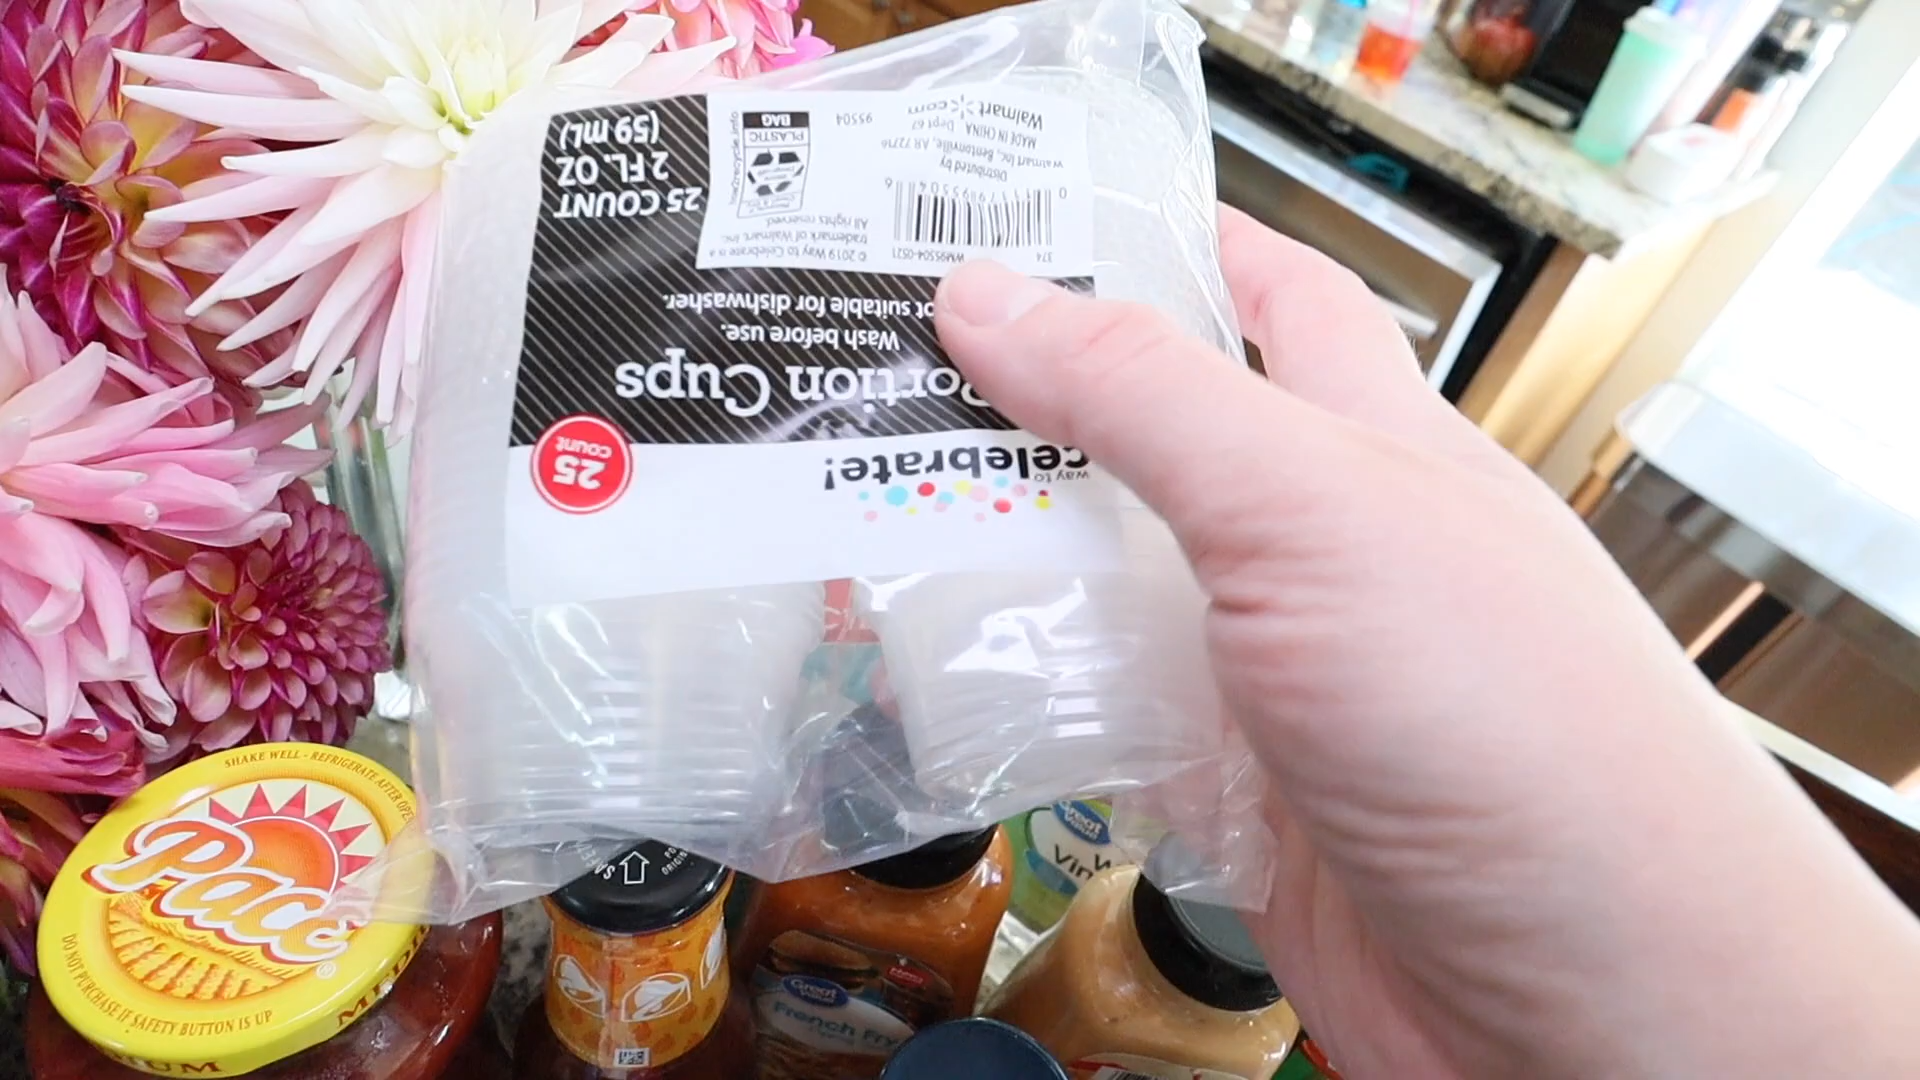 way to
celebrate!
25
COUNT
Portion Cups
Wash before use.
suitable for dishwasher.
25 COUNT
2 FL. OZ
(59 mL)
374
WM95504-0521
© 2019 Way to Celebrate is a
trademark of Walmart, Inc.
All rights reserved.
Distributed by
Walmart Inc., Bentonville, AR 72716
MADE IN CHINA Dept 67
Walmart
.com
95504
PLASTIC
BAG
how2recycle.info
SHAKE WELL - REFRIGERATE AFTER
Pace
®
DO NOT PURCHASE IF SAFETY BUTTON IS UP
Great
Value
French Fry
Great
Value